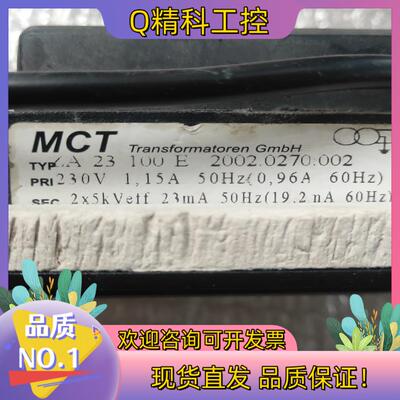 Q精科工控
MCT Transformatoren GmbH
TYP ZA 23 100 E 2002.0270.002
PRI 230V 1,15A 50Hz(0,96A 60Hz)
SEC 2x5kVeff 23mA 50Hz(19.2mA 60Hz)
品质
NO.1
欢迎咨询可开发票
现货直发 品质保证!